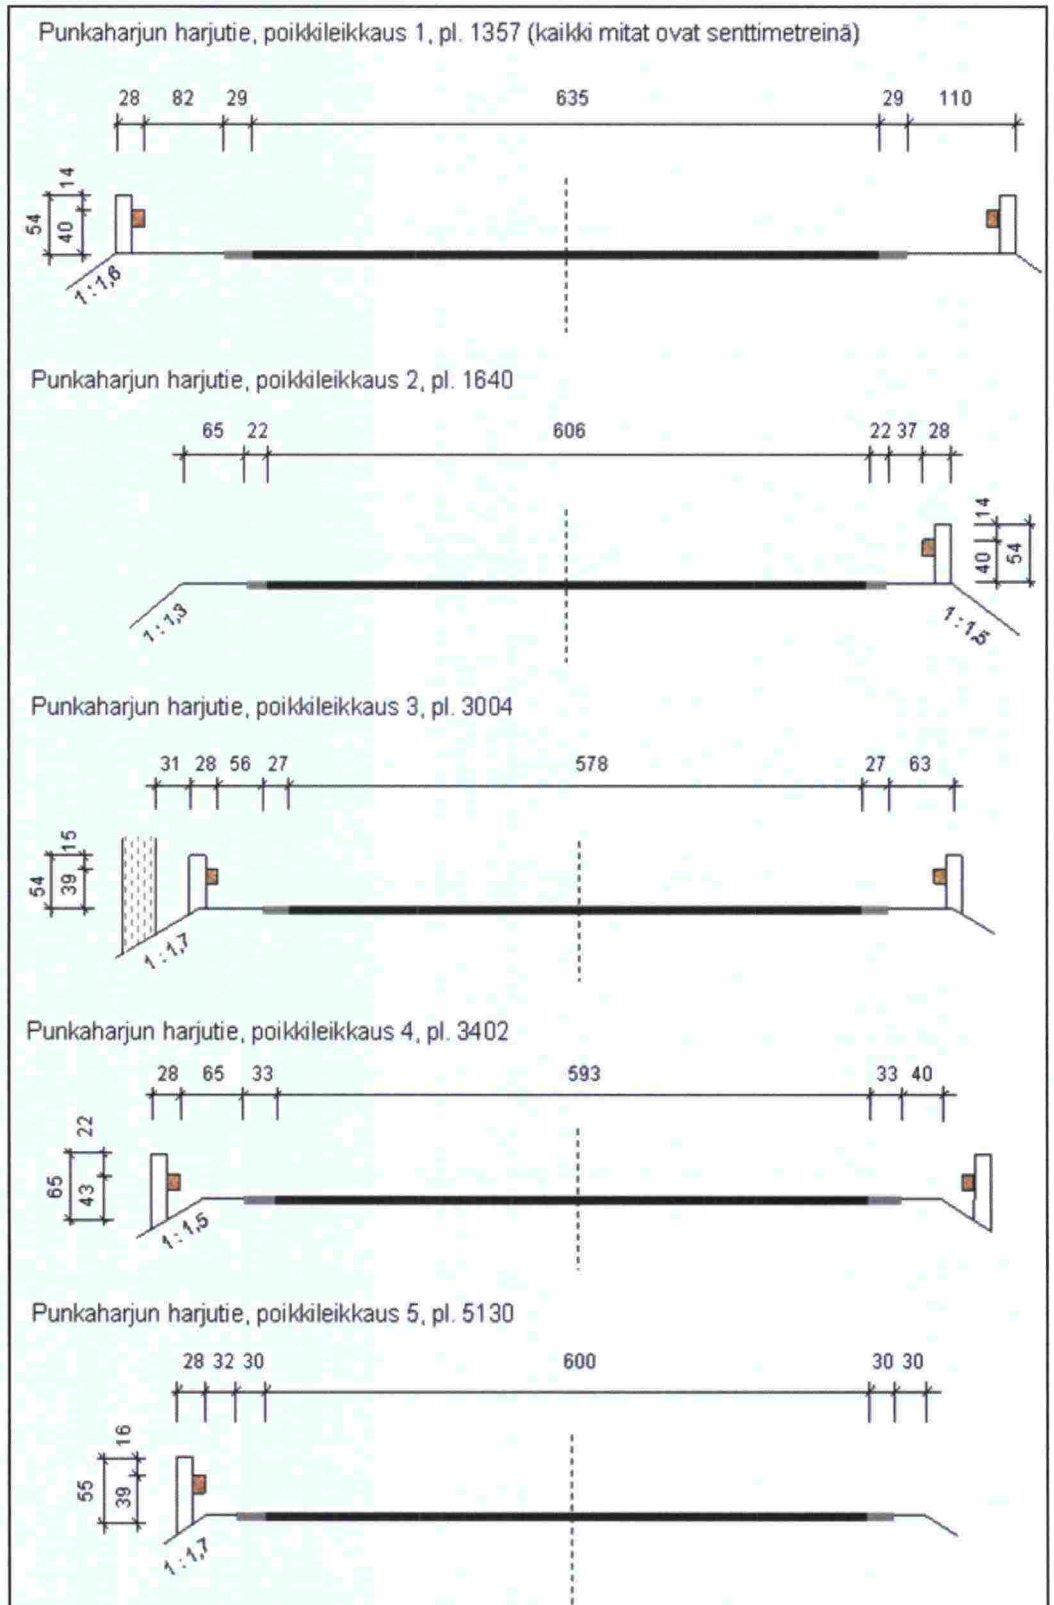 Punkaharjun harjutie, poikkileikkaus 1, pl. 1357 (kaikki mitat ovat senttimetreinä)
28 82 29 635 29 110
14
54 40
1:1,6
Punkaharjun harjutie, poikkileikkaus 2, pl. 1640
65 22 606 22 37 28
14
40 54
1:1,3 1:1,5
Punkaharjun harjutie, poikkileikkaus 3, pl. 3004
31 28 56 27 578 27 63
15
54 39
1:1,7
Punkaharjun harjutie, poikkileikkaus 4, pl. 3402
28 65 33 593 33 40
22
65 43
1:1,5
Punkaharjun harjutie, poikkileikkaus 5, pl. 5130
28 32 30 600 30 30
16
55 39
1:1,7